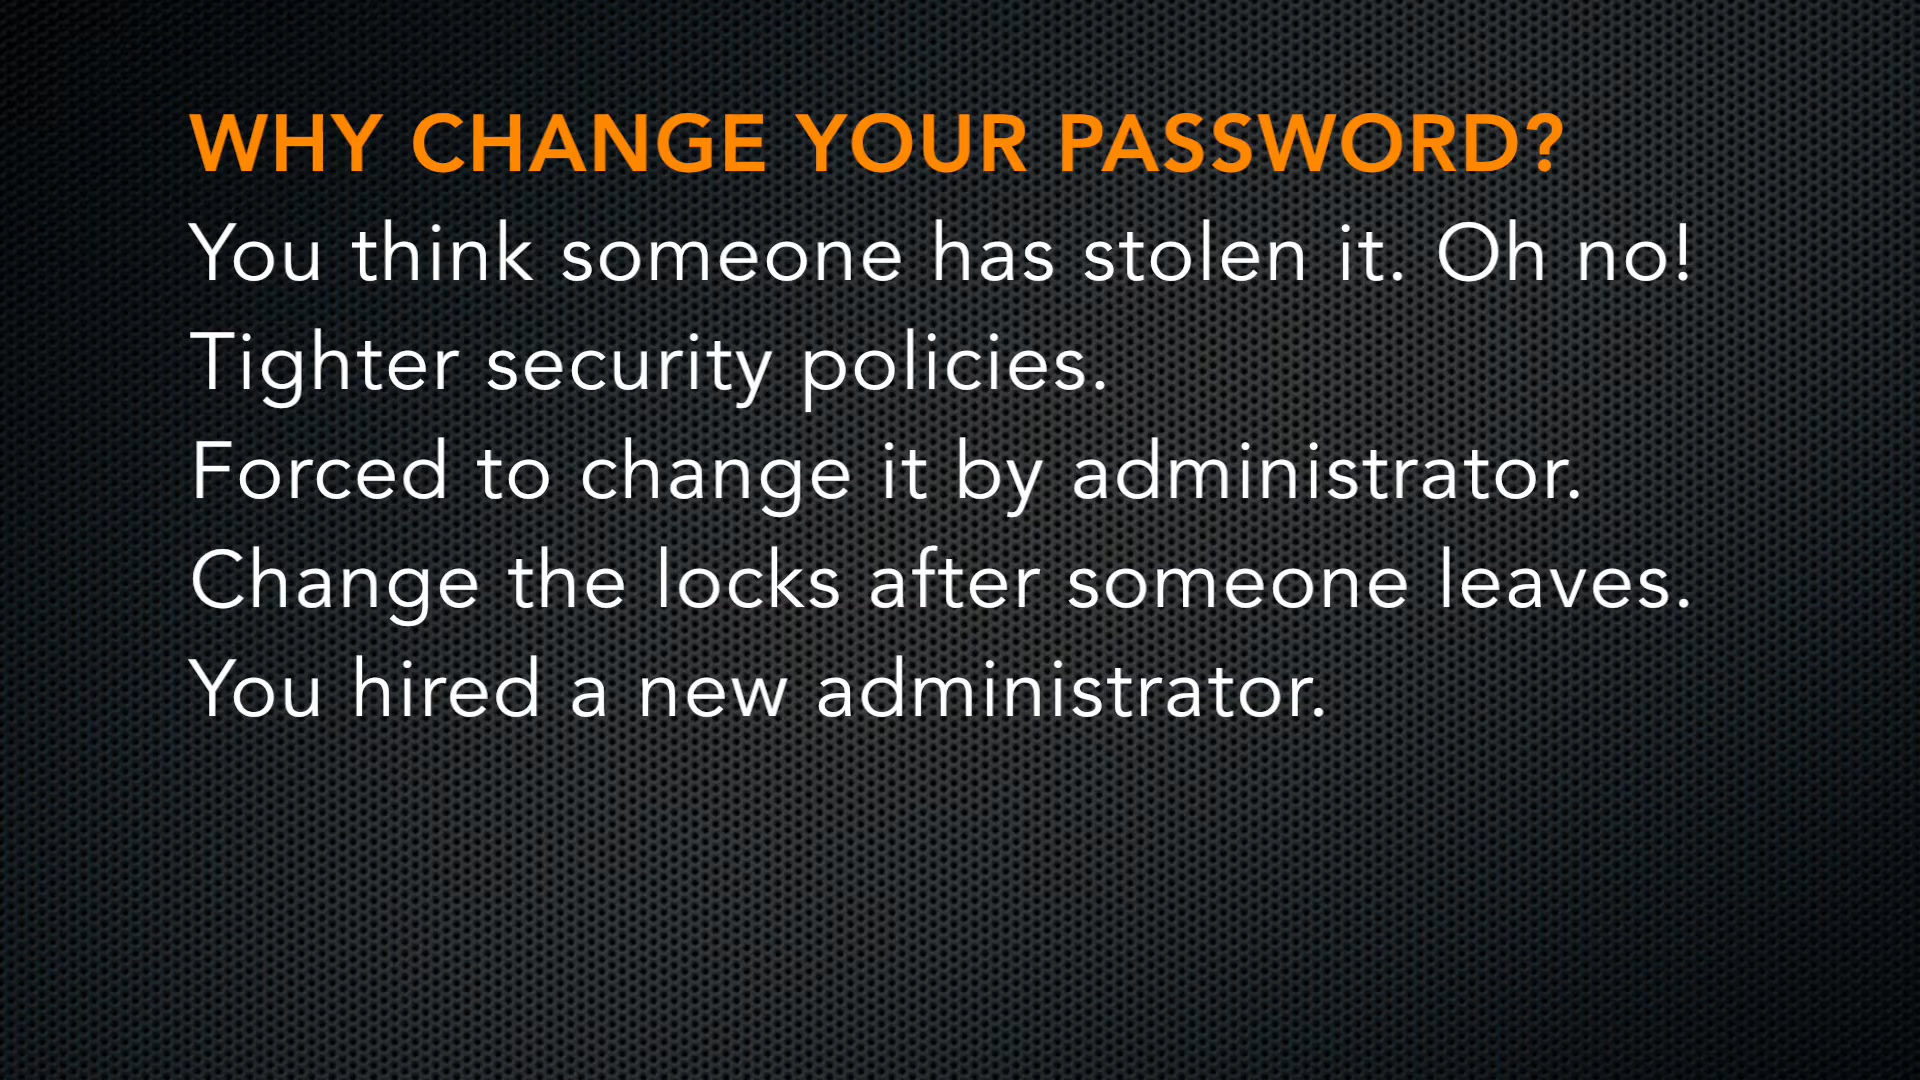 WHY CHANGE YOUR PASSWORD?
You think someone has stolen it. Oh no!
Tighter security policies.
Forced to change it by administrator.
Change the locks after someone leaves.
You hired a new administrator.